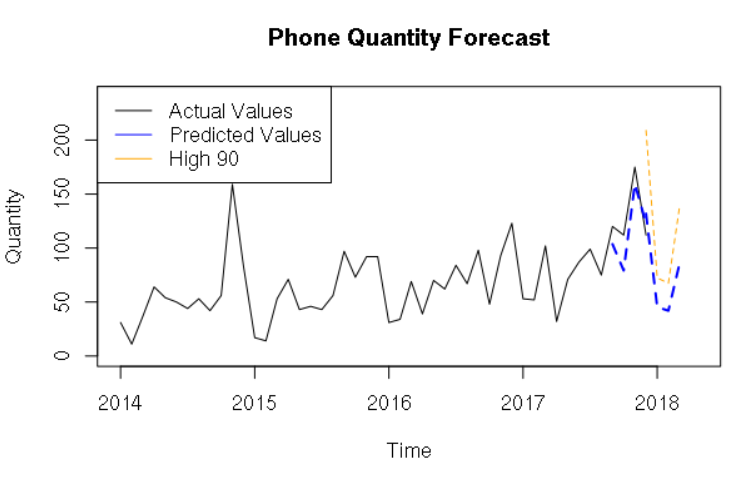 Phone Quantity Forecast
Actual Values
Predicted Values
High 90
Quantity
200
150
100
50
0
2014 2015 2016 2017 2018
Time